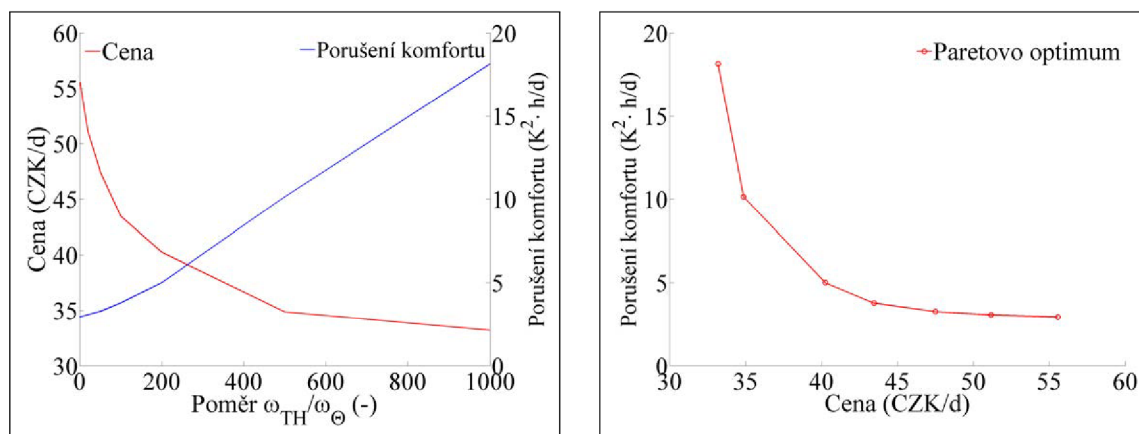 60
55
50
45
40
35
30
Cena (CZK/d)
Cena
Porušení komfortu
20
15
10
5
0
Porušení komfortu (K²· h/d)
0 200 400 600 800 1000
Poměr ω_TH/ω_Θ (-)
20
15
10
5
0
Porušení komfortu (K²· h/d)
Paretovo optimum
30 35 40 45 50 55 60
Cena (CZK/d)